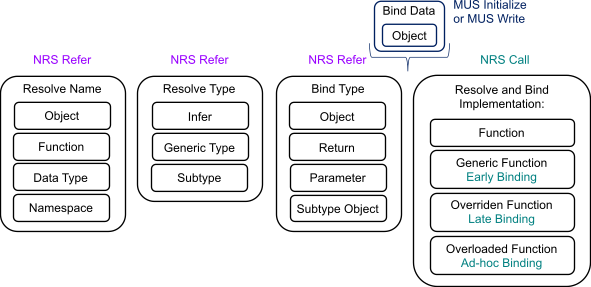 MUS Initialize
or MUS Write
Bind Data
Object
NRS Refer
Resolve Name
Object
Function
Data Type
Namespace
NRS Refer
Resolve Type
Infer
Generic Type
Subtype
NRS Refer
Bind Type
Object
Return
Parameter
Subtype Object
NRS Call
Resolve and Bind
Implementation:
Function
Generic Function
Early Binding
Overriden Function
Late Binding
Overloaded Function
Ad-hoc Binding